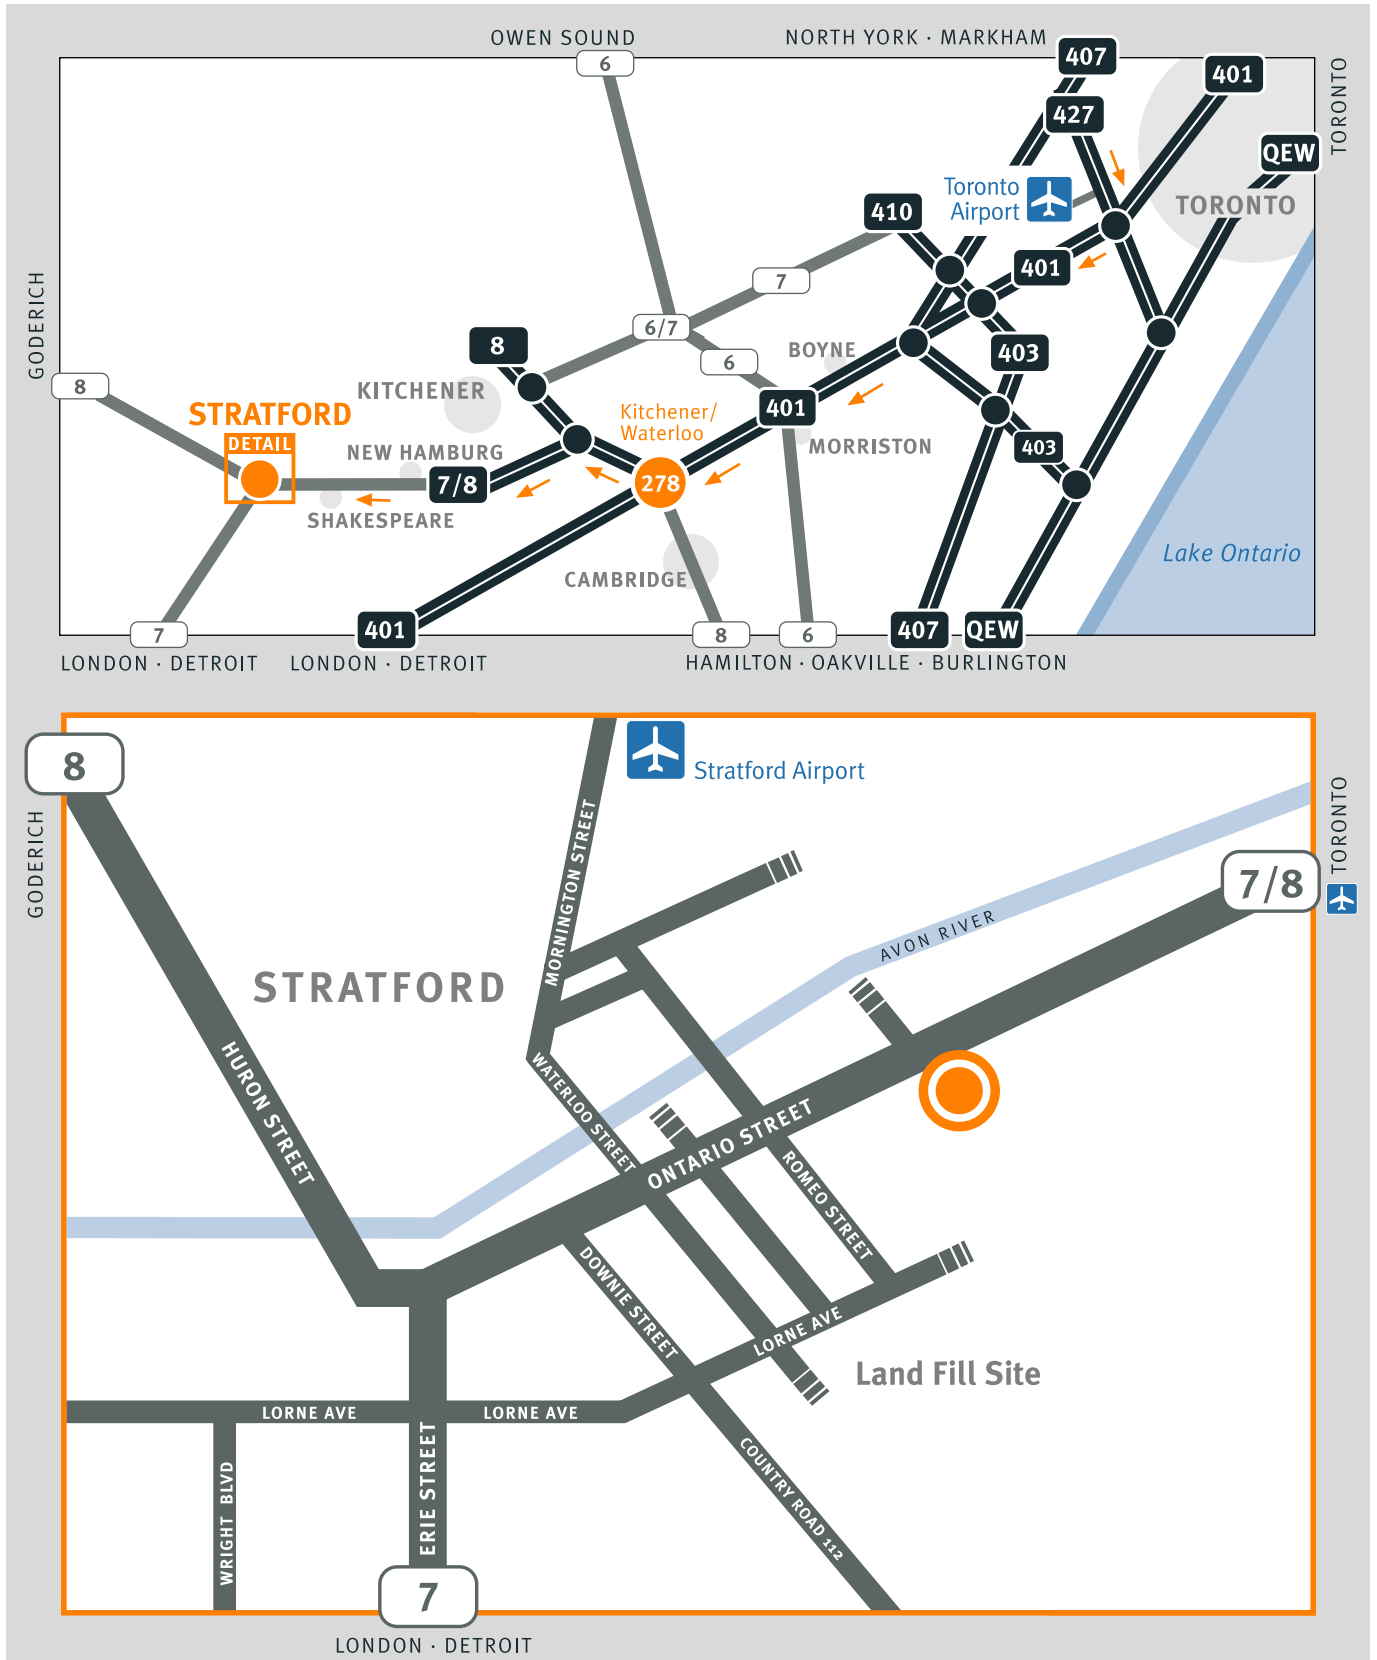 OWEN SOUND
NORTH YORK · MARKHAM
407
401
6
427
TORONTO
QEW
Toronto
Airport
TORONTO
410
401
7
GODERICH
6/7
8
BOYNE
403
6
8
KITCHENER
STRATFORD
Kitchener/
Waterloo
401
DETAIL
NEW HAMBURG
MORRISTON
403
7/8
278
SHAKESPEARE
Lake Ontario
CAMBRIDGE
7
401
8
6
407
QEW
LONDON · DETROIT
LONDON · DETROIT
HAMILTON · OAKVILLE · BURLINGTON
8
Stratford Airport
GODERICH
TORONTO
MORNINGTON STREET
7/8
AVON RIVER
STRATFORD
HURON STREET
WATERLOO STREET
ONTARIO STREET
ROMEO STREET
DOWNIE STREET
LORNE AVE
Land Fill Site
LORNE AVE
LORNE AVE
WRIGHT BLVD
ERIE STREET
COUNTRY ROAD 112
7
LONDON · DETROIT